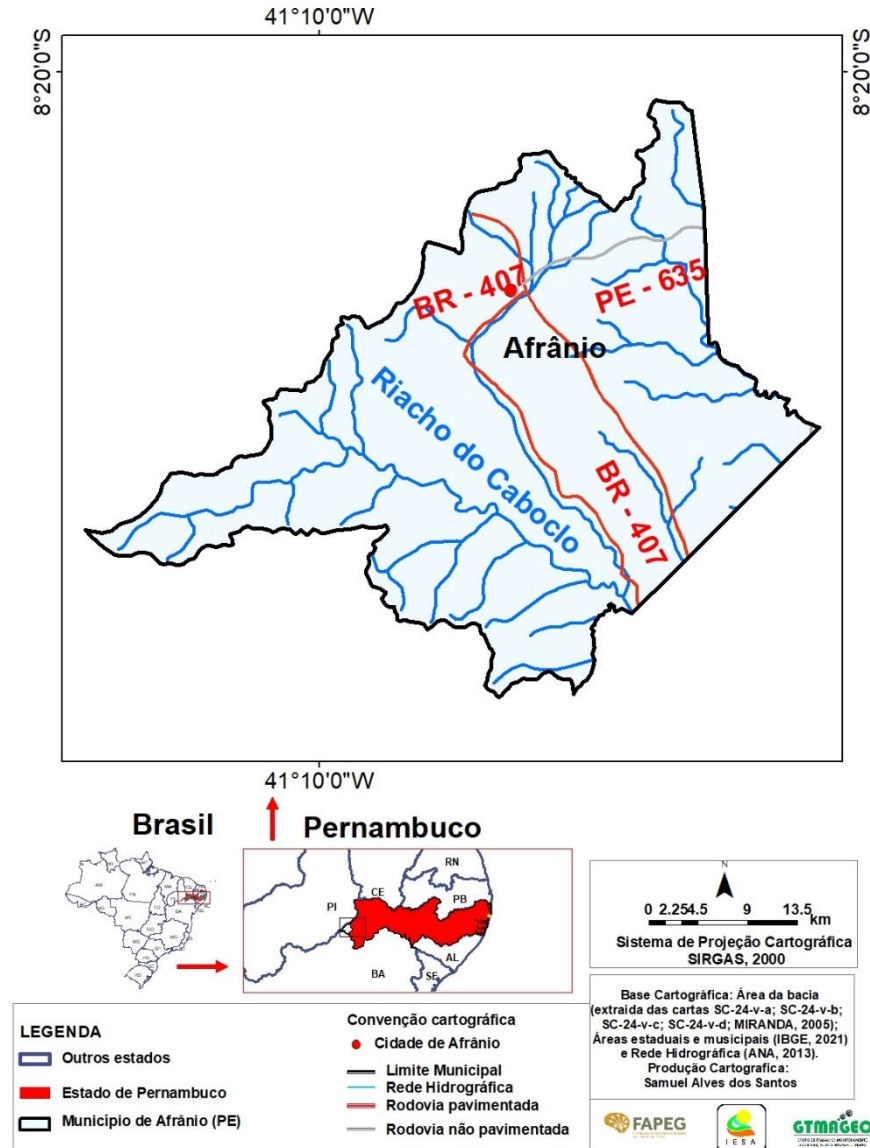 41°10'0"W
8°20'0"S
8°20'0"S
BR - 407
PE - 635
Afrânio
Riacho do Caboclo
BR - 407
41°10'0"W
Brasil
Pernambuco
RN
CE
PB
PI
AL
BA
SE
N
0 2.254.5 9 13.5
km
Sistema de Projeção Cartográfica
SIRGAS, 2000
LEGENDA
Outros estados
Estado de Pernambuco
Municipio de Afrânio (PE)
Convenção cartográfica
Cidade de Afrânio
Limite Municipal
Rede Hidrográfica
Rodovia pavimentada
Rodovia não pavimentada
Base Cartográfica: Área da bacia
(extraída das cartas SC-24-v-a; SC-24-v-b;
SC-24-v-c; SC-24-v-d; MIRANDA, 2005);
Áreas estaduais e musicipais (IBGE, 2021)
e Rede Hidrográfica (ANA, 2013).
Produção Cartografica:
Samuel Alves dos Santos
FAPEG
IESA
GTMAGEO